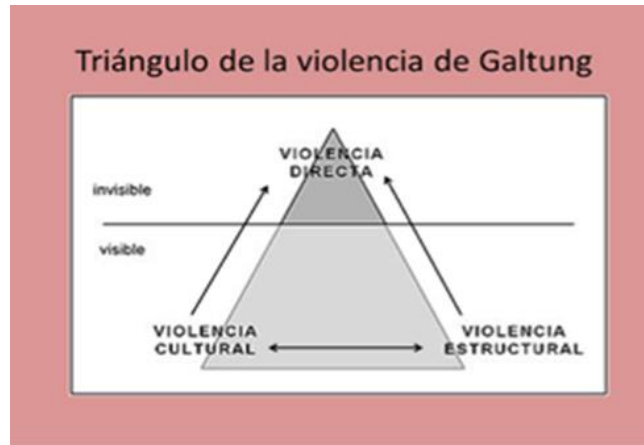 Triángulo de la violencia de Galtung
VIOLENCIA
DIRECTA
invisible
visible
VIOLENCIA
CULTURAL
VIOLENCIA
ESTRUCTURAL